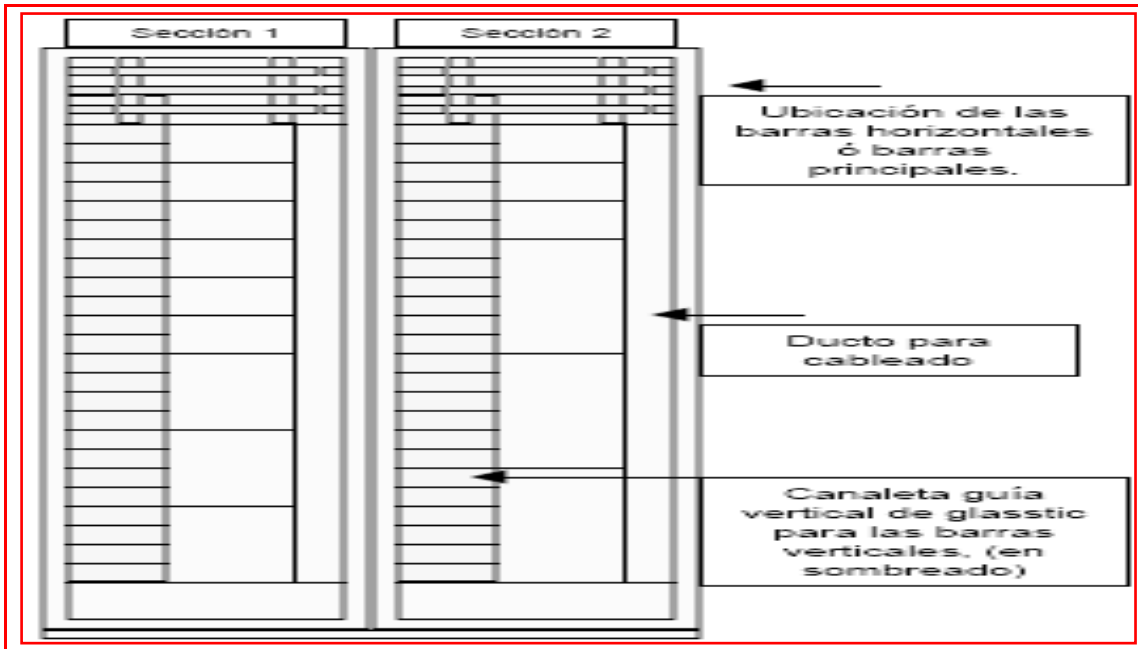 Sección 1
Sección 2
Ubicación de las
barras horizontales
ó barras
principales.
Ducto para
cableado
Canaleta guía
vertical de glasstic
para las barras
verticales. (en
sombreado)